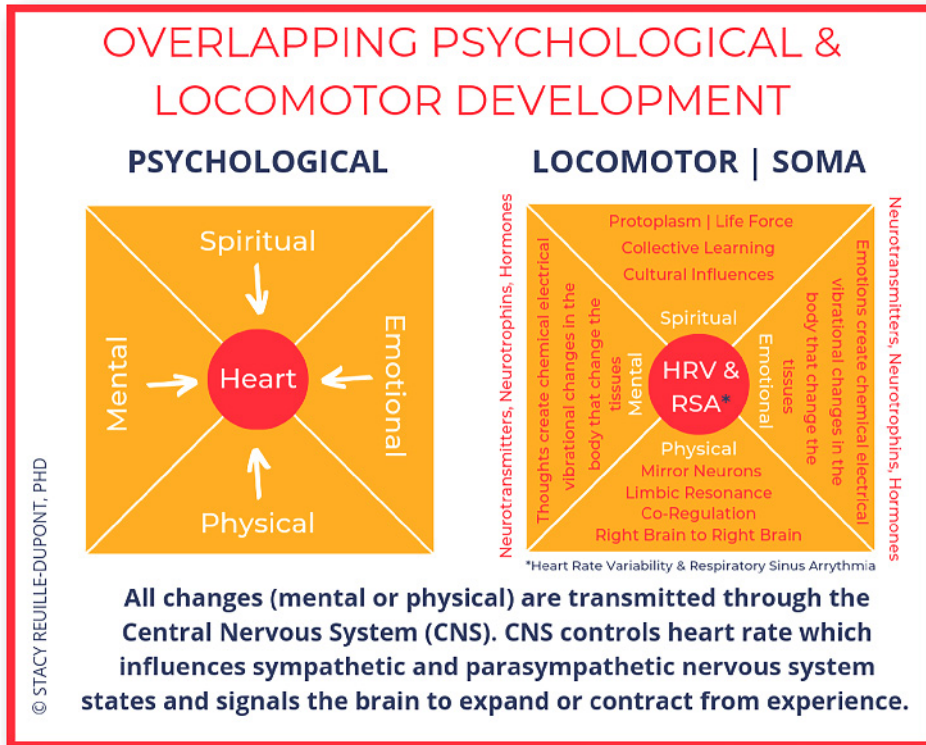 OVERLAPPING PSYCHOLOGICAL &
LOCOMOTOR DEVELOPMENT
PSYCHOLOGICAL
Spiritual
Mental
Heart
Emotional
Physical
LOCOMOTOR | SOMA
Neurotransmitters, Neurotrophins, Hormones
Thoughts create chemical electrical
vibrational changes in the
body that change the
tissues
Mental
Protoplasm | Life Force
Collective Learning
Cultural Influences
Spiritual
HRV &
RSA*
Emotional
tissues
body that change the
vibrational changes in the
Emotions create chemical electrical
Neurotransmitters, Neurotrophins, Hormones
Physical
Mirror Neurons
Limbic Resonance
Co-Regulation
Right Brain to Right Brain
*Heart Rate Variability & Respiratory Sinus Arrythmia
All changes (mental or physical) are transmitted through the
Central Nervous System (CNS). CNS controls heart rate which
influences sympathetic and parasympathetic nervous system
states and signals the brain to expand or contract from experience.
© STACY REUILLE-DUPONT, PHD